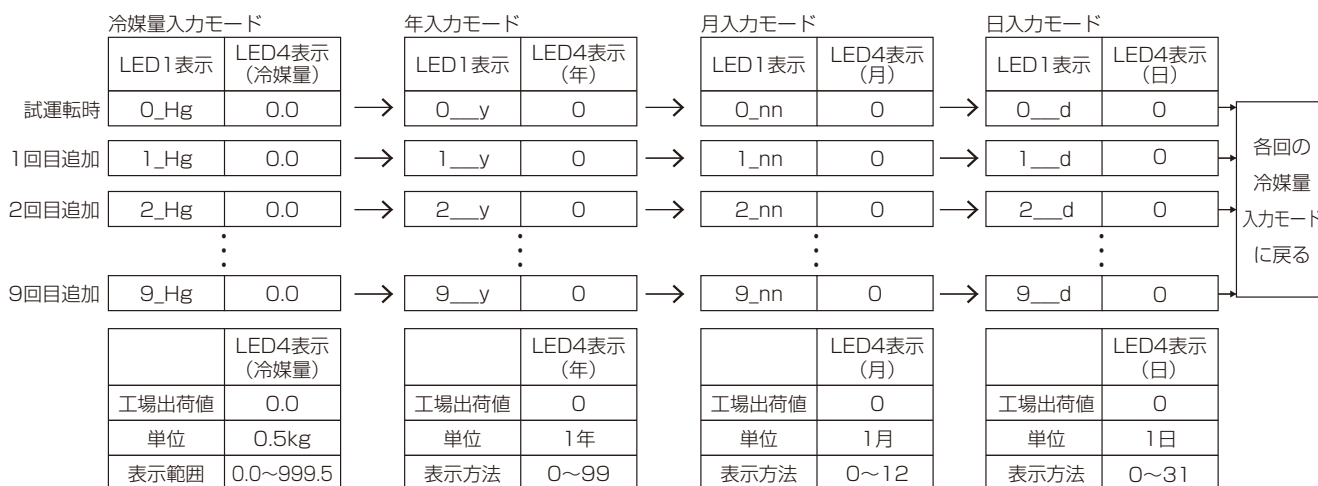 冷媒量入力モード 年入力モード 月入力モード 日入力モード
LED1表示 LED4表示(冷媒量) LED1表示 LED4表示(年) LED1表示 LED4表示(月) LED1表示 LED4表示(日)
試運転時 0_Hg 0.0 → 0__y 0 → 0_nn 0 → 0__d 0
1回目追加 1_Hg 0.0 → 1__y 0 → 1_nn 0 → 1__d 0
2回目追加 2_Hg 0.0 → 2__y 0 → 2_nn 0 → 2__d 0
⋮ ⋮ ⋮ ⋮
9回目追加 9_Hg 0.0 → 9__y 0 → 9_nn 0 → 9__d 0
各回の
冷媒量
入力モード
に戻る
LED4表示(冷媒量) LED4表示(年) LED4表示(月) LED4表示(日)
工場出荷値 0.0 工場出荷値 0 工場出荷値 0 工場出荷値 0
単位 0.5kg 単位 1年 単位 1月 単位 1日
表示範囲 0.0〜999.5 表示方法 0〜99 表示方法 0〜12 表示方法 0〜31